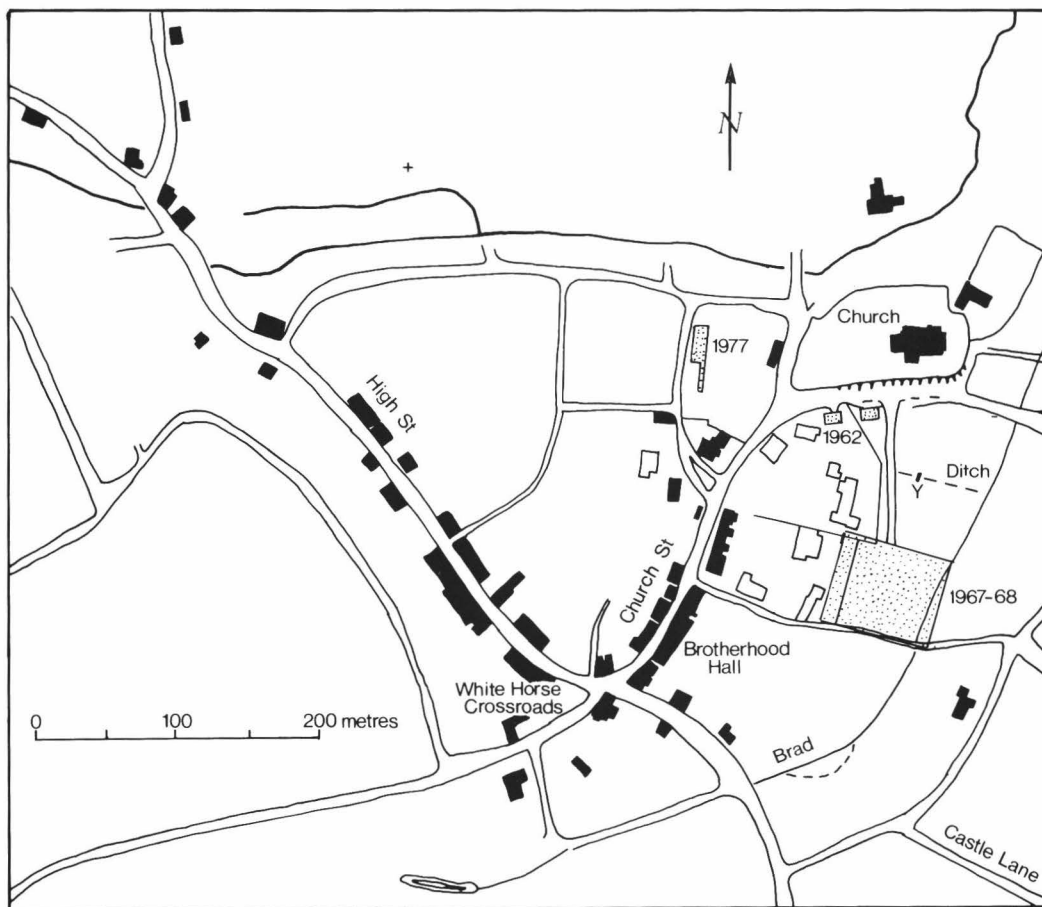 N
Church
1977
High St
1962
Ditch
Y
Church St
1967-68
Brotherhood
Hall
White Horse
Crossroads
0 100 200 metres
Brad
Castle Lane